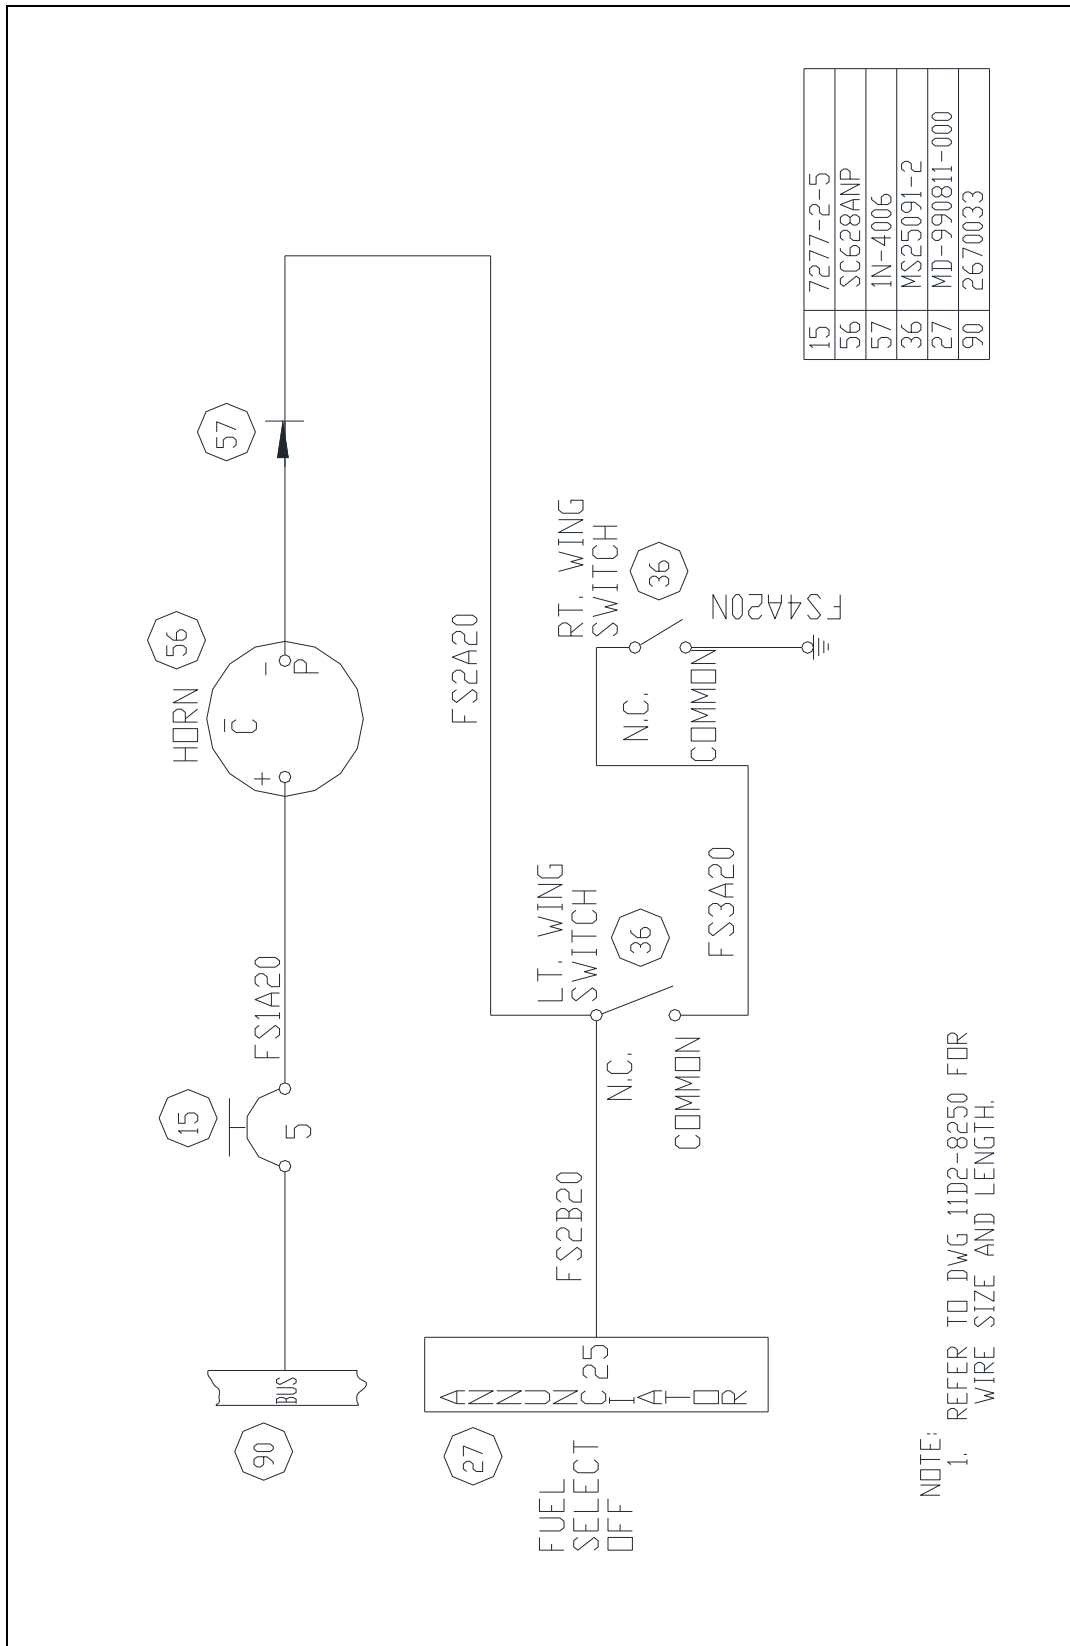 90
BUS
15
5
FS1A20
HORN
56
+
C
-
P
57
FUEL
SELECT
OFF
27
ANNUNCIATOR
25
FS2B20
FS2A20
LT. WING
SWITCH
36
N.C.
COMMON
FS3A20
RT. WING
SWITCH
36
N.C.
COMMON
FS4A20N
NOTE:
1. REFER TO DWG 11D2-8250 FOR
WIRE SIZE AND LENGTH.
15 7277-2-5
56 SC628ANP
57 1N-4006
36 MS25091-2
27 MD-990811-000
90 2670033